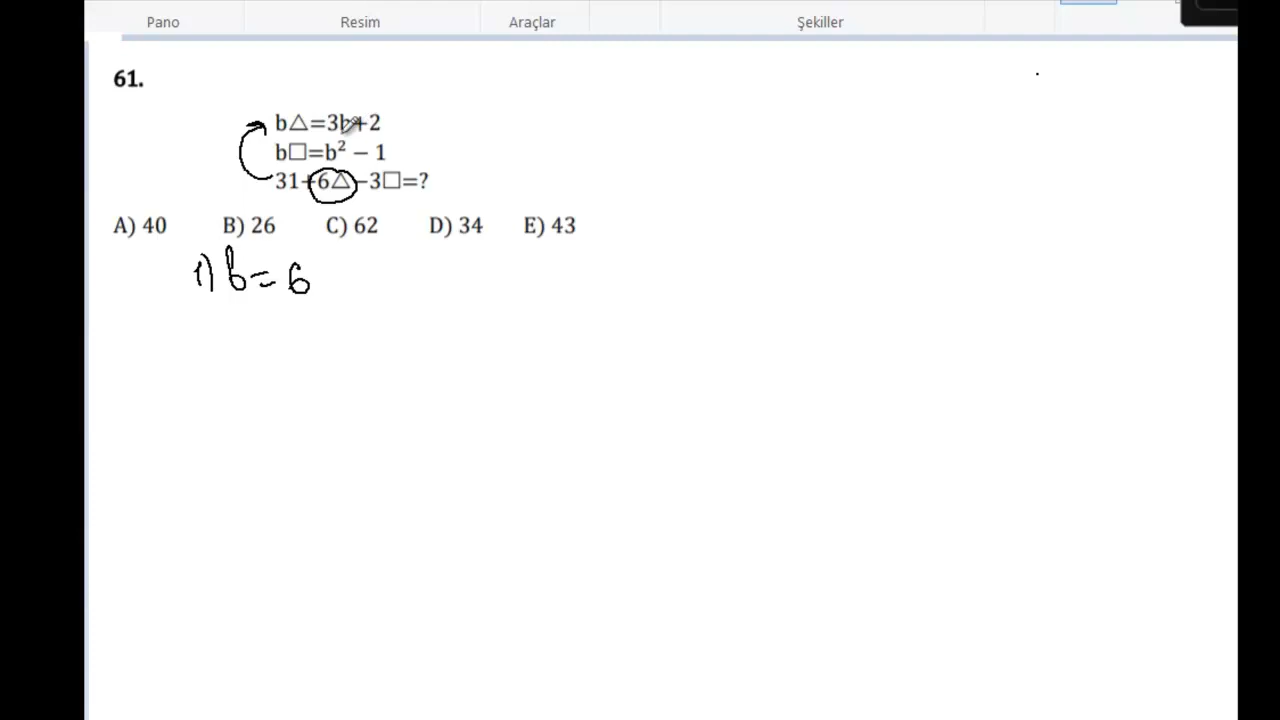 Pano Resim Araçlar Şekiller
61.
b△=3b+2
b□=b² − 1
31+6△−3□=?
A) 40 B) 26 C) 62 D) 34 E) 43
1) b = 6